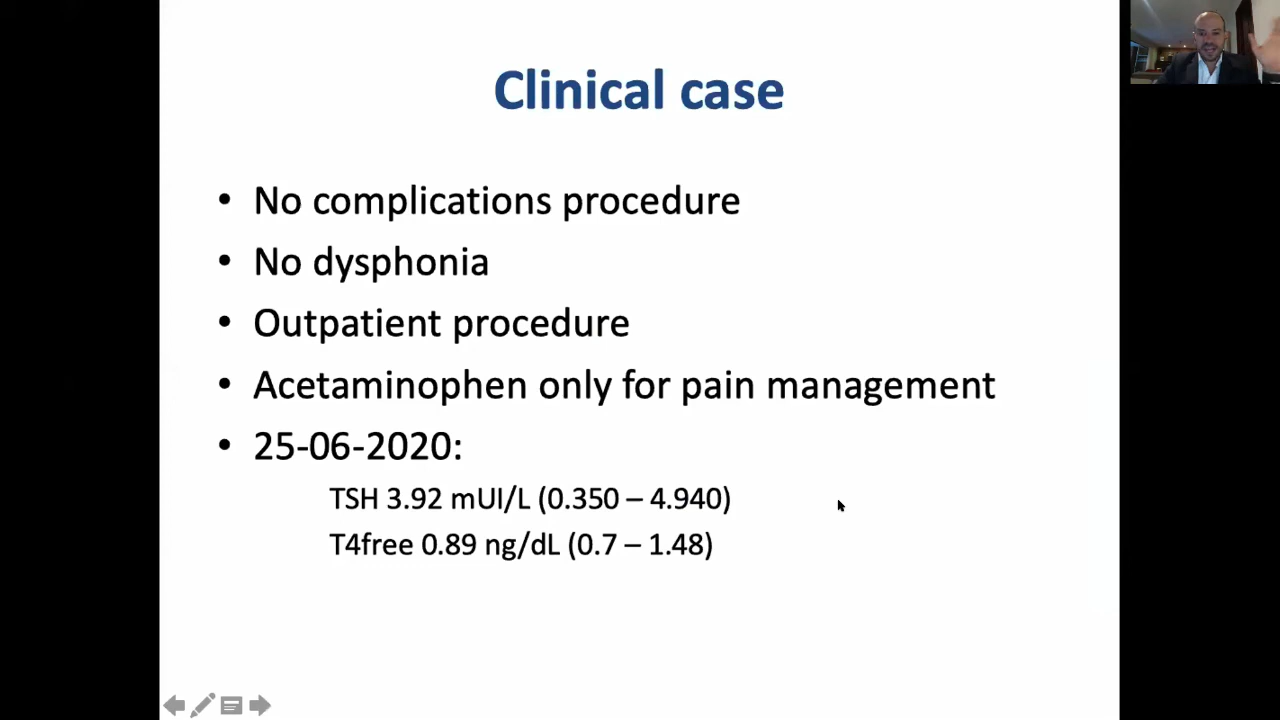 Clinical case
• No complications procedure
• No dysphonia
• Outpatient procedure
• Acetaminophen only for pain management
• 25-06-2020:
TSH 3.92 mUI/L (0.350 – 4.940)
T4free 0.89 ng/dL (0.7 – 1.48)